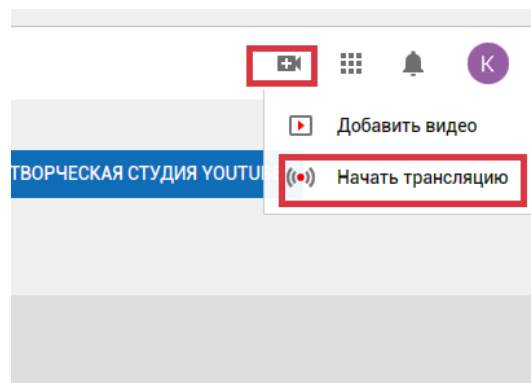 K
Добавить видео
ТВОРЧЕСКАЯ СТУДИЯ YOUTU
Начать трансляцию